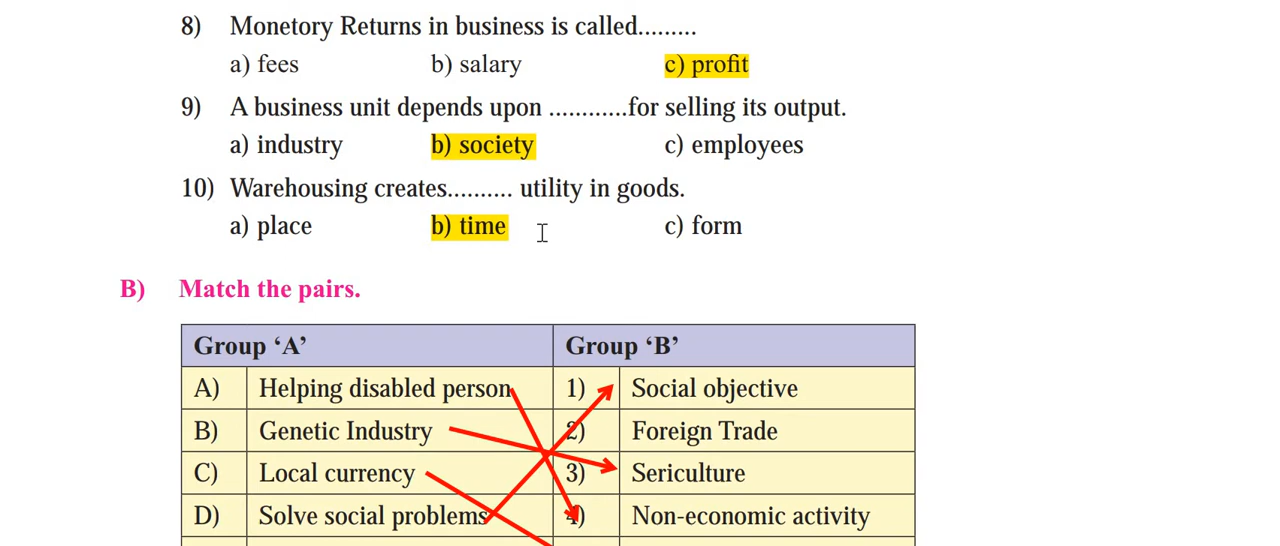 8) Monetory Returns in business is called.........
a) fees b) salary c) profit
9) A business unit depends upon ............for selling its output.
a) industry b) society c) employees
10) Warehousing creates.......... utility in goods.
a) place b) time c) form
B) Match the pairs.
Group ‘A’ Group ‘B’
A) Helping disabled person 1) Social objective
B) Genetic Industry 2) Foreign Trade
C) Local currency 3) Sericulture
D) Solve social problems 4) Non-economic activity